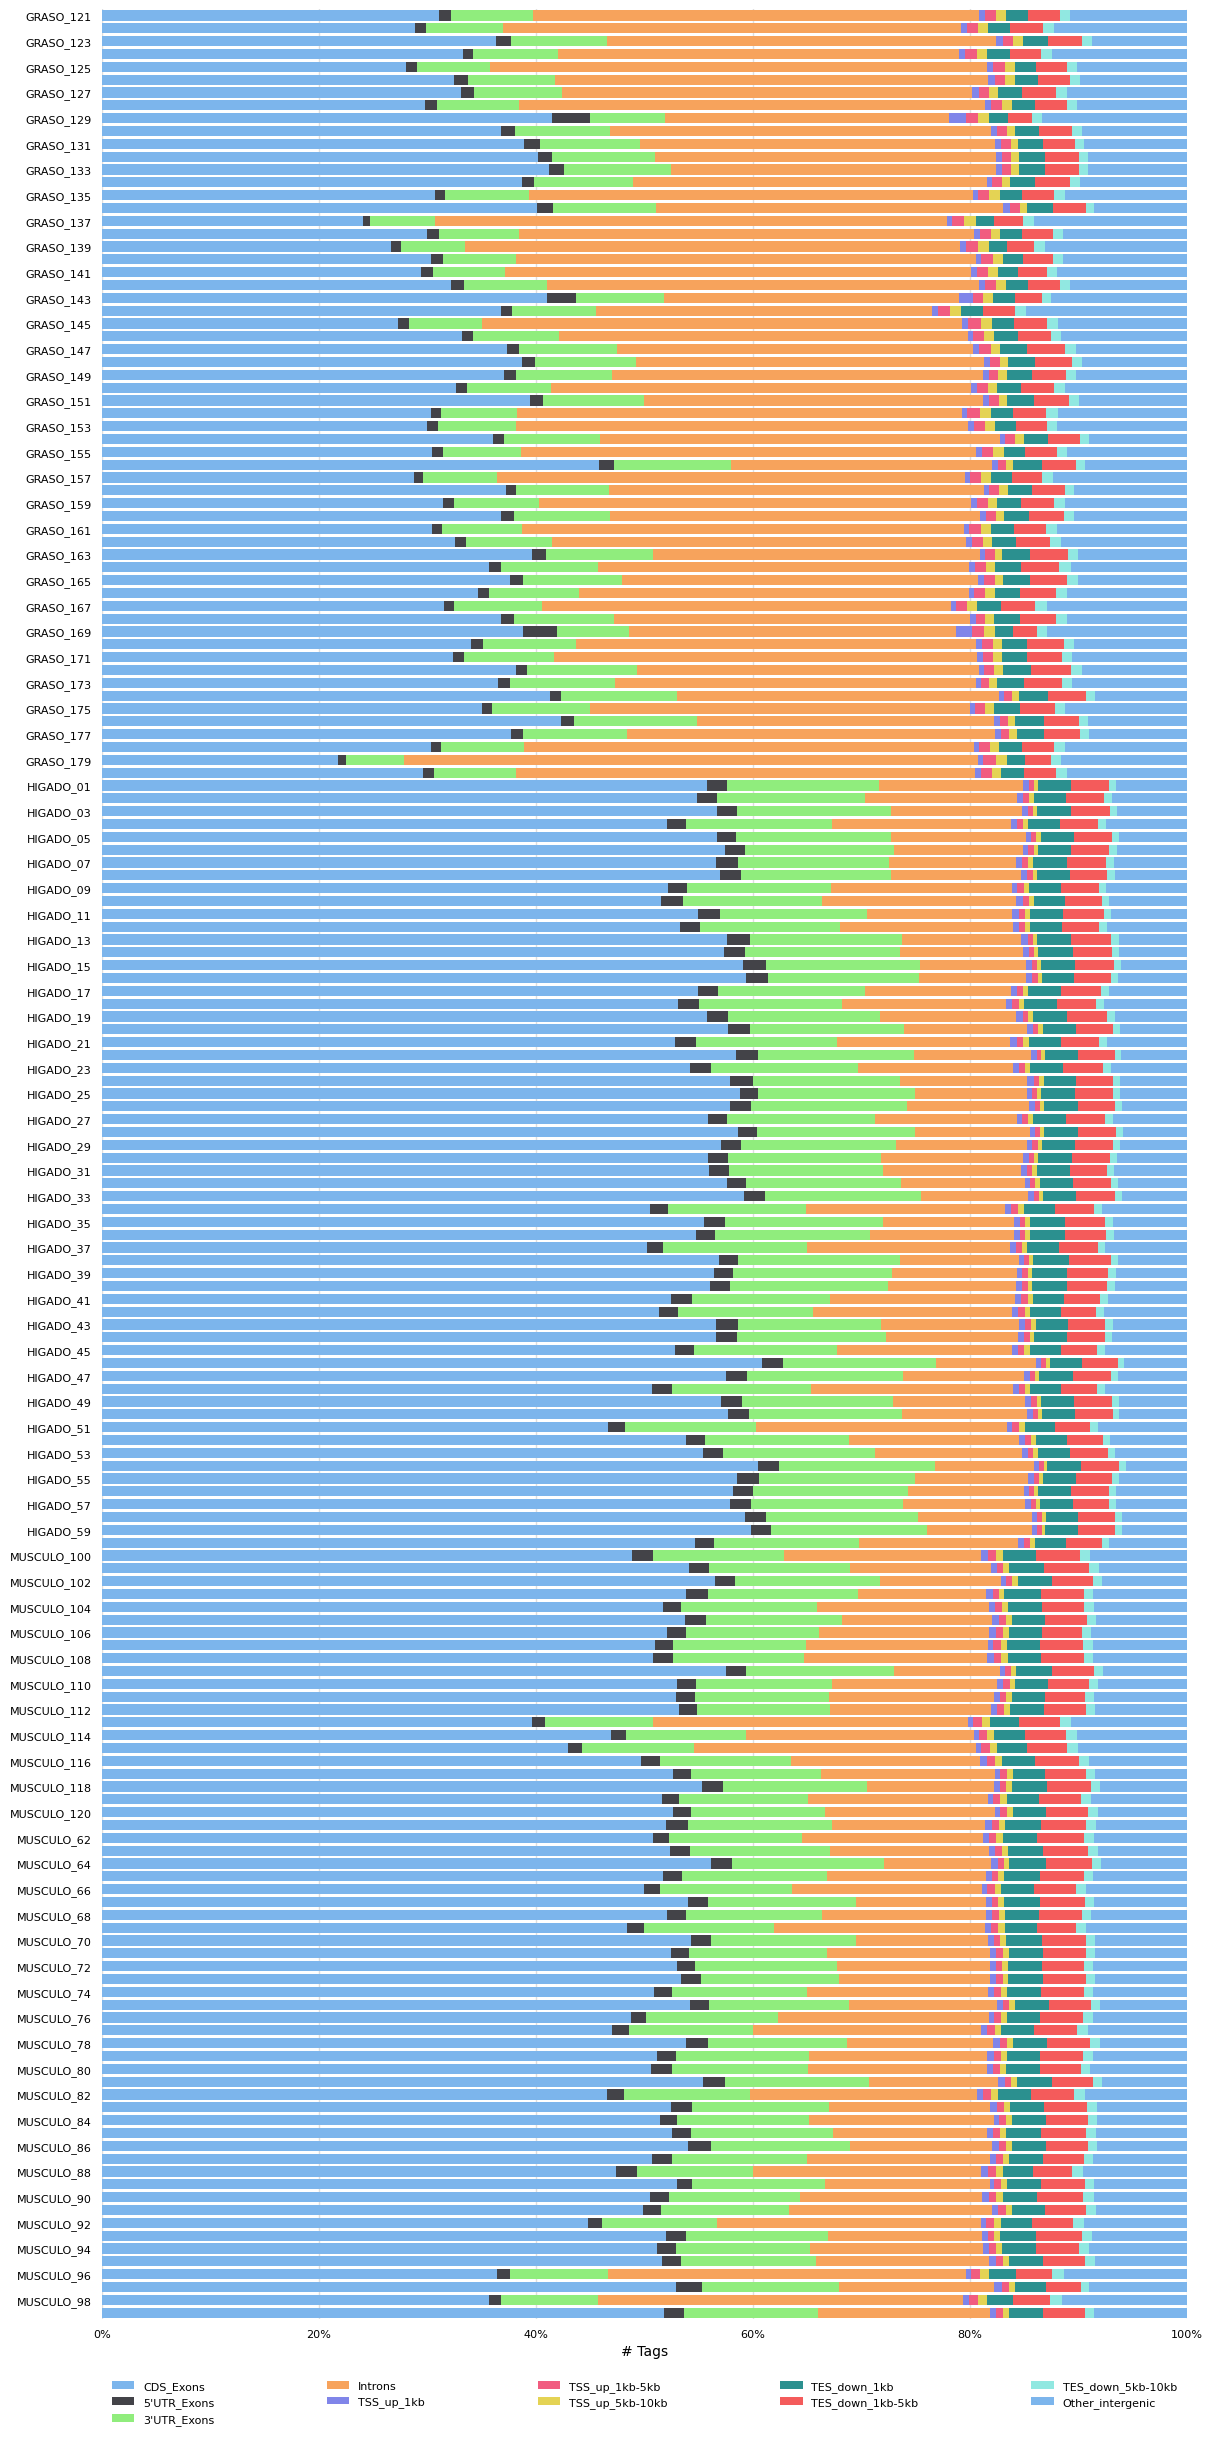 GRASO_121
GRASO_123
GRASO_125
GRASO_127
GRASO_129
GRASO_131
GRASO_133
GRASO_135
GRASO_137
GRASO_139
GRASO_141
GRASO_143
GRASO_145
GRASO_147
GRASO_149
GRASO_151
GRASO_153
GRASO_155
GRASO_157
GRASO_159
GRASO_161
GRASO_163
GRASO_165
GRASO_167
GRASO_169
GRASO_171
GRASO_173
GRASO_175
GRASO_177
GRASO_179
HIGADO_01
HIGADO_03
HIGADO_05
HIGADO_07
HIGADO_09
HIGADO_11
HIGADO_13
HIGADO_15
HIGADO_17
HIGADO_19
HIGADO_21
HIGADO_23
HIGADO_25
HIGADO_27
HIGADO_29
HIGADO_31
HIGADO_33
HIGADO_35
HIGADO_37
HIGADO_39
HIGADO_41
HIGADO_43
HIGADO_45
HIGADO_47
HIGADO_49
HIGADO_51
HIGADO_53
HIGADO_55
HIGADO_57
HIGADO_59
MUSCULO_100
MUSCULO_102
MUSCULO_104
MUSCULO_106
MUSCULO_108
MUSCULO_110
MUSCULO_112
MUSCULO_114
MUSCULO_116
MUSCULO_118
MUSCULO_120
MUSCULO_62
MUSCULO_64
MUSCULO_66
MUSCULO_68
MUSCULO_70
MUSCULO_72
MUSCULO_74
MUSCULO_76
MUSCULO_78
MUSCULO_80
MUSCULO_82
MUSCULO_84
MUSCULO_86
MUSCULO_88
MUSCULO_90
MUSCULO_92
MUSCULO_94
MUSCULO_96
MUSCULO_98
0% 20% 40% 60% 80% 100%
# Tags
CDS_Exons Introns TSS_up_1kb-5kb TES_down_1kb TES_down_5kb-10kb
5'UTR_Exons TSS_up_1kb TSS_up_5kb-10kb TES_down_1kb-5kb Other_intergenic
3'UTR_Exons